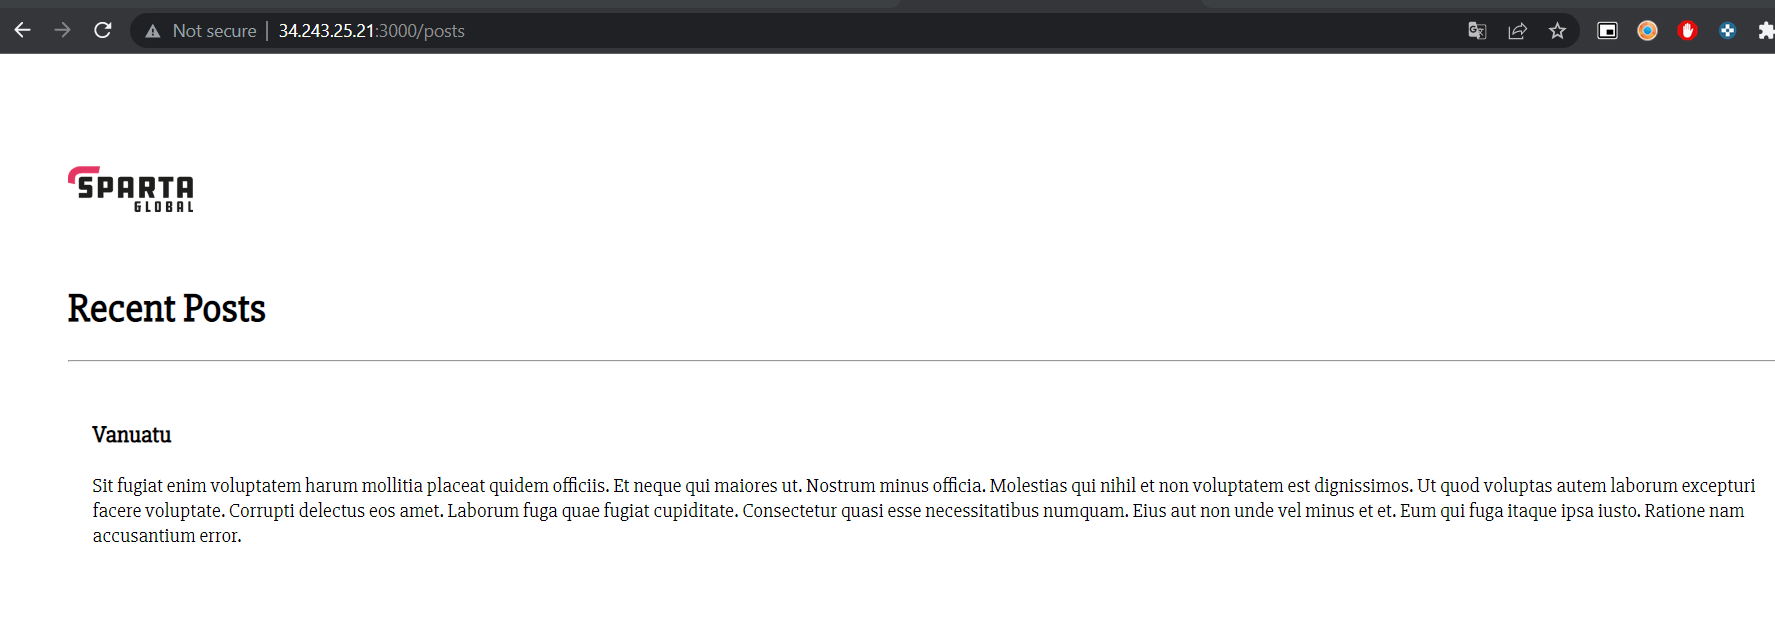 Not secure | 34.243.25.21:3000/posts
SPARTA
GLOBAL
Recent Posts
Vanuatu
Sit fugiat enim voluptatem harum mollitia placeat quidem officiis. Et neque qui maiores ut. Nostrum minus officia. Molestias qui nihil et non voluptatem est dignissimos. Ut quod voluptas autem laborum excepturi
facere voluptate. Corrupti delectus eos amet. Laborum fuga quae fugiat cupiditate. Consectetur quasi esse necessitatibus numquam. Eius aut non unde vel minus et et. Eum qui fuga itaque ipsa iusto. Ratione nam
accusantium error.